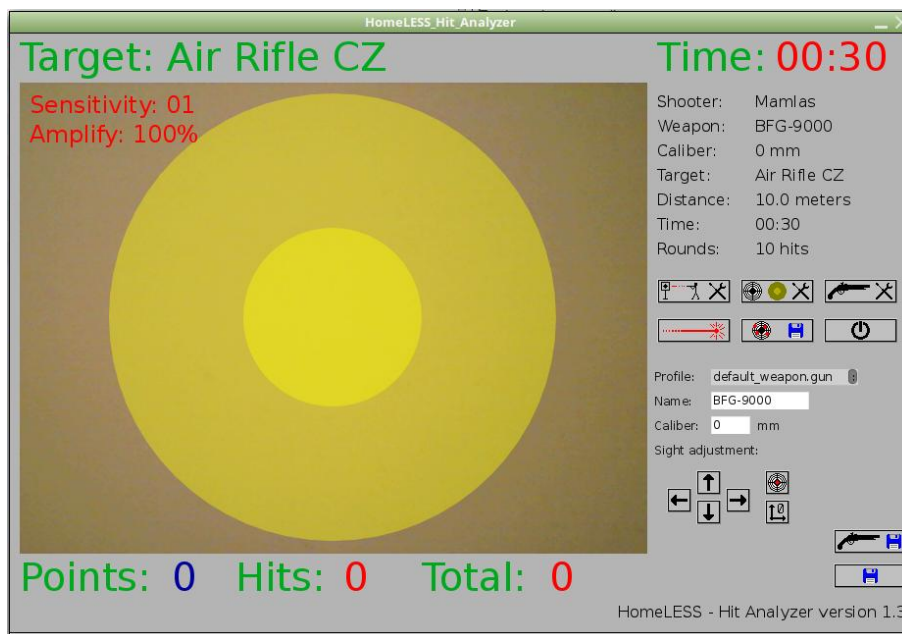 HomeLESS_Hit_Analyzer
Target: Air Rifle CZ
Time: 00:30
Sensitivity: 01
Amplify: 100%
Shooter: Mamlas
Weapon: BFG-9000
Caliber: 0 mm
Target: Air Rifle CZ
Distance: 10.0 meters
Time: 00:30
Rounds: 10 hits
Profile: default_weapon.gun
Name: BFG-9000
Caliber: 0 mm
Sight adjustment:
0
Points: 0 Hits: 0 Total: 0
HomeLESS - Hit Analyzer version 1.3